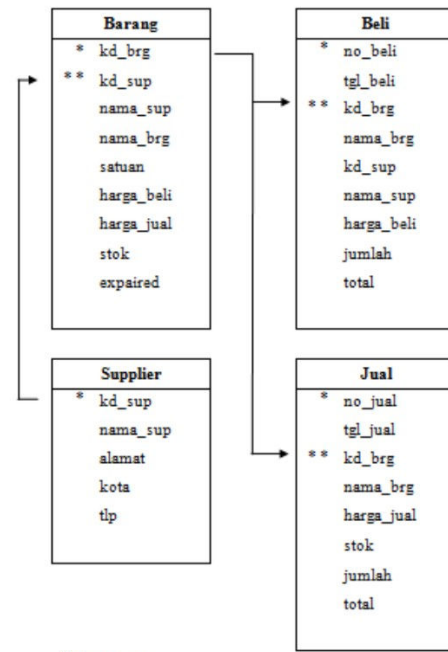 Barang
* kd_brg
** kd_sup
nama_sup
nama_brg
satuan
harga_beli
harga_jual
stok
expaired
Beli
* no_beli
tgl_beli
** kd_brg
nama_brg
kd_sup
nama_sup
harga_beli
jumlah
total
Supplier
* kd_sup
nama_sup
alamat
kota
tlp
Jual
* no_jual
tgl_jual
** kd_brg
nama_brg
harga_jual
stok
jumlah
total